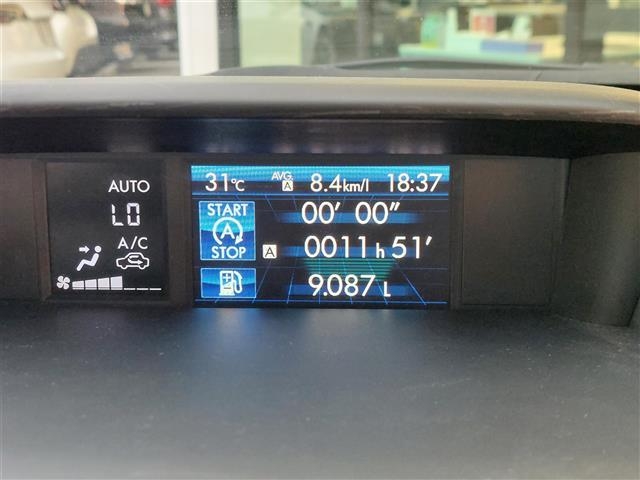 AUTO
LO
A/C
31°C AVG. A 8.4km/l 18:37
START
A
STOP
00' 00"
A 0011h 51'
9.087 L